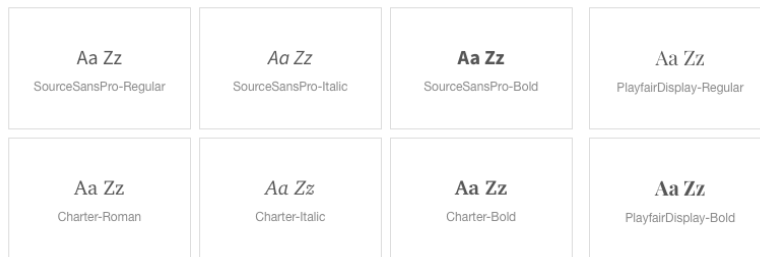 Aa Zz
SourceSansPro-Regular
Aa Zz
SourceSansPro-Italic
Aa Zz
SourceSansPro-Bold
Aa Zz
PlayfairDisplay-Regular
Aa Zz
Charter-Roman
Aa Zz
Charter-Italic
Aa Zz
Charter-Bold
Aa Zz
PlayfairDisplay-Bold